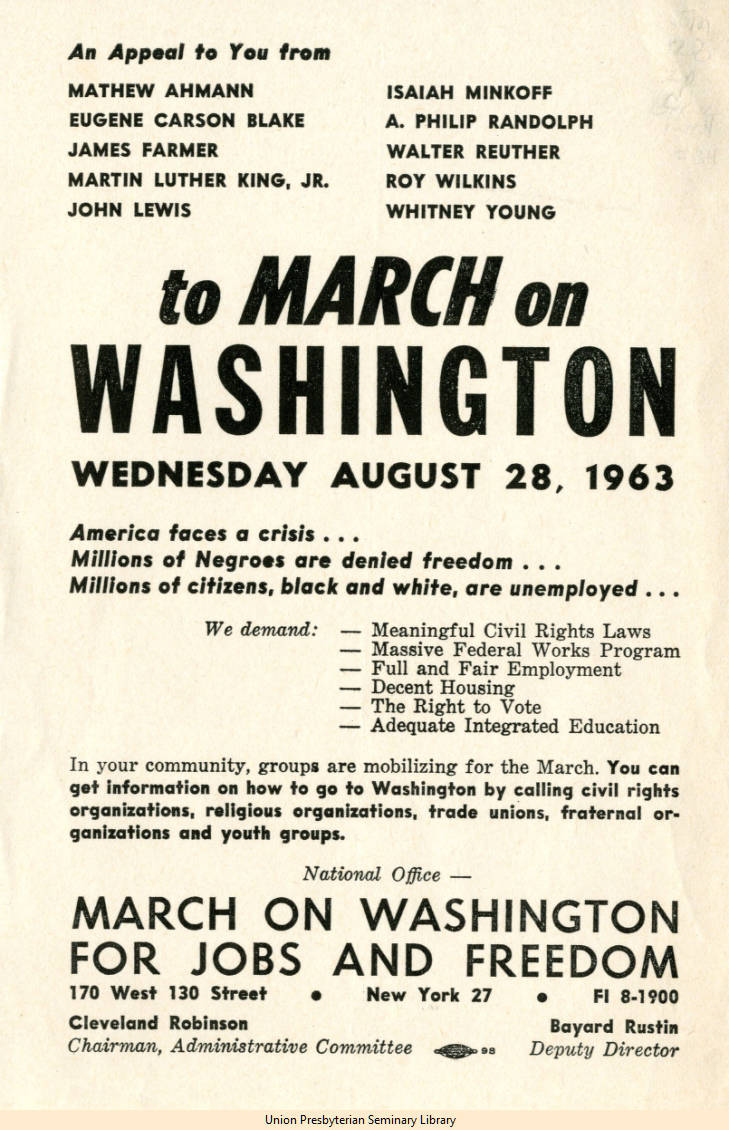 An Appeal to You from
MATHEW AHMANN
EUGENE CARSON BLAKE
JAMES FARMER
MARTIN LUTHER KING, JR.
JOHN LEWIS
ISAIAH MINKOFF
A. PHILIP RANDOLPH
WALTER REUTHER
ROY WILKINS
WHITNEY YOUNG
to MARCH on
WASHINGTON
WEDNESDAY AUGUST 28, 1963
America faces a crisis . . .
Millions of Negroes are denied freedom . . .
Millions of citizens, black and white, are unemployed . . .
We demand: — Meaningful Civil Rights Laws
— Massive Federal Works Program
— Full and Fair Employment
— Decent Housing
— The Right to Vote
— Adequate Integrated Education
In your community, groups are mobilizing for the March. You can
get information on how to go to Washington by calling civil rights
organizations, religious organizations, trade unions, fraternal or-
ganizations and youth groups.
National Office —
MARCH ON WASHINGTON
FOR JOBS AND FREEDOM
170 West 130 Street • New York 27 • FI 8-1900
Cleveland Robinson
Chairman, Administrative Committee
98
Bayard Rustin
Deputy Director
Union Presbyterian Seminary Library